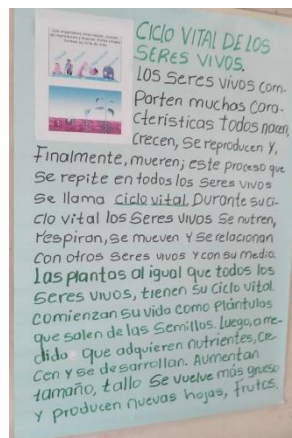 CICLO VITAL DE LOS
SERES VIVOS.
Los Seres vivos com-
Parten muchas cara-
cterísticas todos nacen,
crecen, Se reproducen Y,
Finalmente, mueren; este proceso que
Se repite en todos los Seres vivos
Se llama ciclo vital. Durante su ci-
clo vital los Seres vivos Se nutren,
respiran, se mueven Y Se relacionan
con otros Seres vivos Y con su medio.
Las plantas al igual que todos los
Seres vivos, tienen su ciclo vital.
Comienzan su vida como Plántulas
que salen de las Semillas. Luego, a me-
dida que adquieren nutrientes, cre-
cen Y se desarrollan. Aumentan
tamaño, tallo Se vuelve más grueso
Y producen nuevas hojas, frutos.